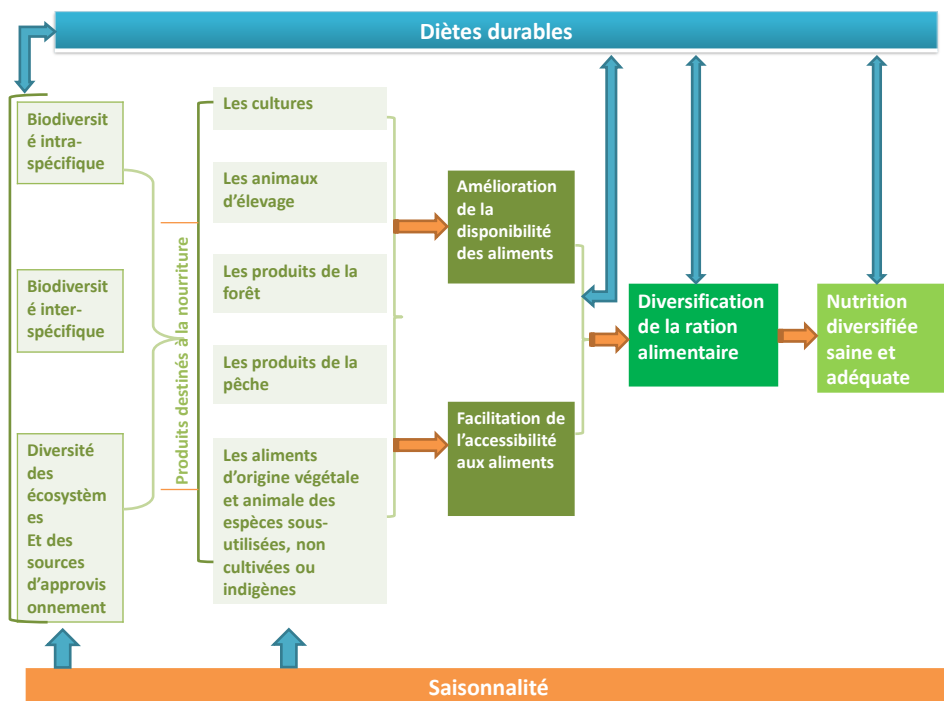 Diètes durables
Biodiversit
é intra-
spécifique
Biodiversit
é inter-
spécifique
Diversité
des
écosystèm
es
Et des
sources
d'approvisi
onnement
Produits destinés à la nourriture
Les cultures
Les animaux
d'élevage
Les produits de la
forêt
Les produits de la
pêche
Les aliments
d'origine végétale
et animale des
espèces sous-
utilisées, non
cultivées ou
indigènes
Amélioration
de la
disponibilité
des aliments
Facilitation de
l'accessibilité
aux aliments
Diversification
de la ration
alimentaire
Nutrition
diversifiée
saine et
adéquate
Saisonnalité